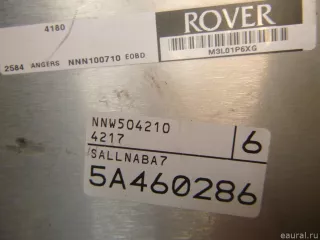 4180
ROVER
2584 ANGERS NNN100710 EOBD
M3L01P6XG
NNW504210
4217
6
SALLNABA7
5A460286
eaural.ru